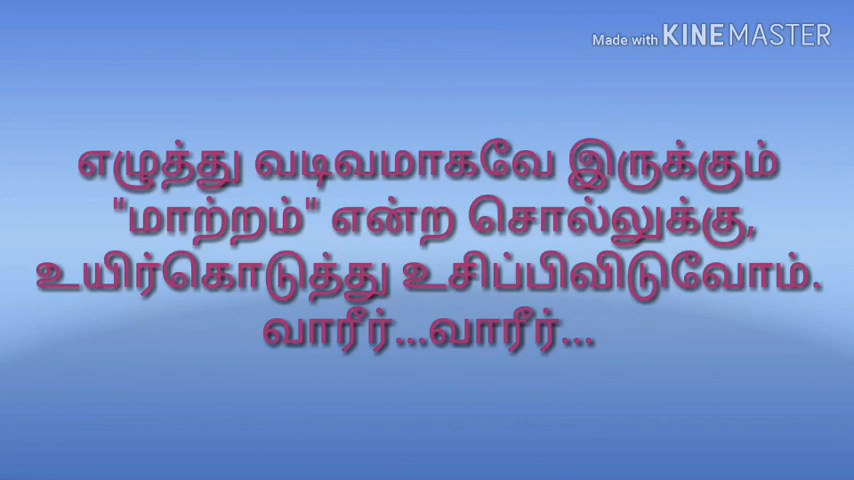 Made with KINEMASTER
எழுத்து வடிவமாகவே இருக்கும்
"மாற்றம்" என்ற சொல்லுக்கு,
உயிர்கொடுத்து உசிப்பிவிடுவோம்.
வாரீர்...வாரீர்...